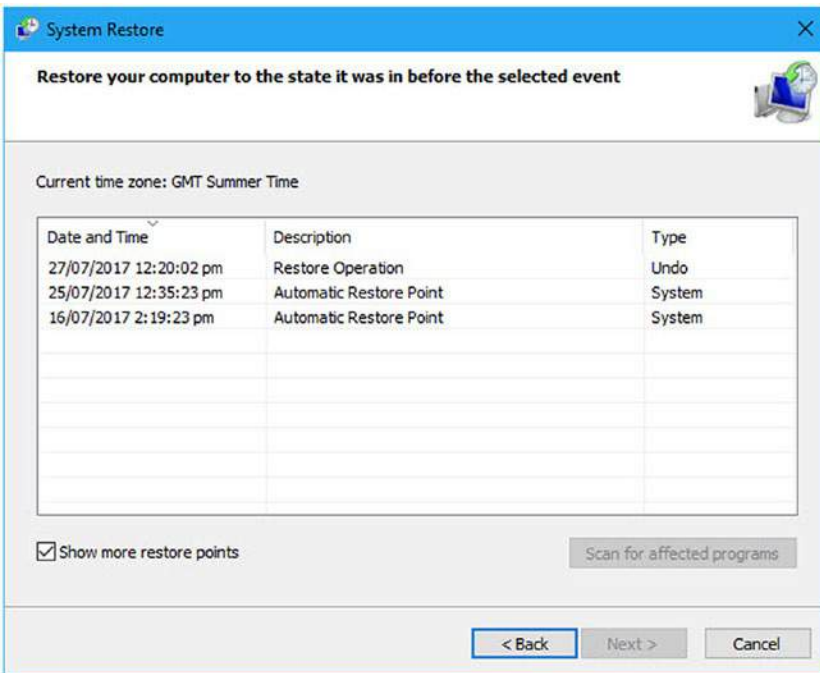 System Restore
Restore your computer to the state it was in before the selected event
Current time zone: GMT Summer Time
Date and Time Description Type
27/07/2017 12:20:02 pm Restore Operation Undo
25/07/2017 12:35:23 pm Automatic Restore Point System
16/07/2017 2:19:23 pm Automatic Restore Point System
Show more restore points Scan for affected programs
< Back Next > Cancel